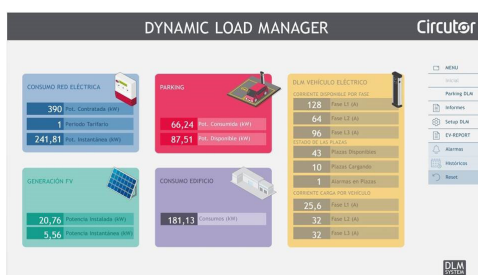 DYNAMIC LOAD MANAGER
Circutor
CONSUMO RED ELÉCTRICA
390 Pot. Contratada (kW)
1 Periodo Tarifario
241,81 Pot. Instantánea (kW)
PARKING
66,24 Pot. Consumida (kW)
87,51 Pot. Disponible (kW)
DLM VEHÍCULO ELÉCTRICO
CORRIENTE DISPONIBLE POR FASE
128 Fase L1 (A)
64 Fase L2 (A)
96 Fase L3 (A)
ESTADO DE LAS PLAZAS
43 Plazas Disponibles
10 Plazas Cargando
1 Alarmas en Plazas
CORRIENTE CARGA POR VEHÍCULO
25,6 Fase L1 (A)
32 Fase L2 (A)
32 Fase L3 (A)
GENERACIÓN FV
20,76 Potencia Instalada (kW)
5,56 Potencia Instantánea (kW)
CONSUMO EDIFICIO
181,13 Consumos (kW)
MENU
Inicial
Parking DLM
Informes
Setup DLM
EV-REPORT
Alarmas
Históricos
Reset
DLM
SYSTEM